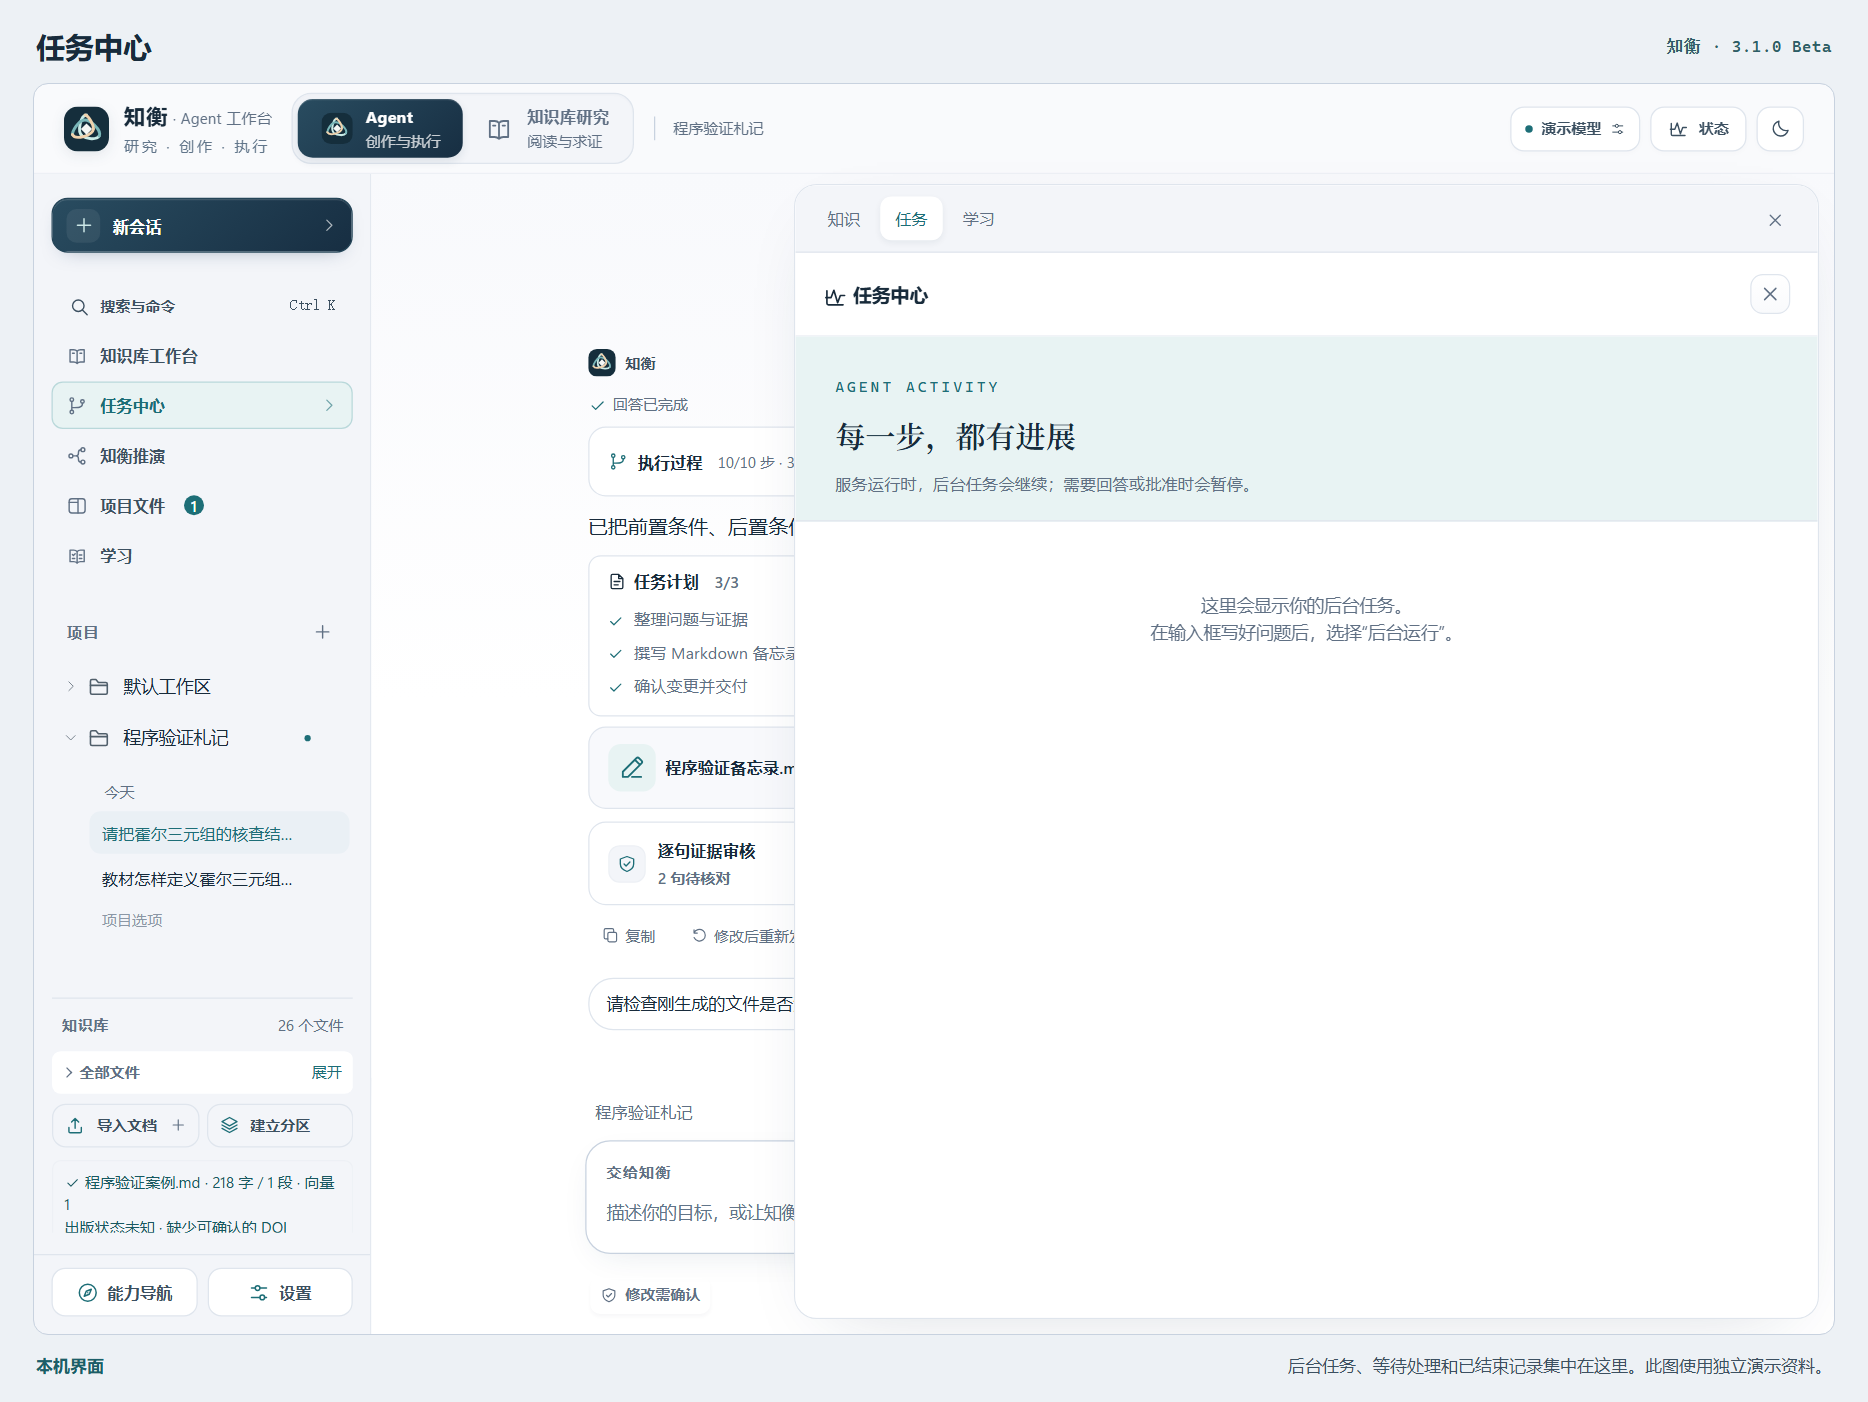 任务中心
知衡 · 3.1.0 Beta
知衡 · Agent 工作台
研究 · 创作 · 执行
Agent
创作与执行
知识库研究
阅读与求证
程序验证札记
演示模型
状态
新会话
搜索与命令 Ctrl K
知识库工作台
任务中心
知衡推演
项目文件 1
学习
项目
默认工作区
程序验证札记
今天
请把霍尔三元组的核查结...
教材怎样定义霍尔三元组...
项目选项
知识库 26 个文件
全部文件 展开
导入文档
建立分区
程序验证案例.md · 218 字 / 1 段 · 向量
1
出版状态未知 · 缺少可确认的 DOI
能力导航
设置
知衡
回答已完成
执行过程 10/10 步 · 3
已把前置条件、后置条
任务计划 3/3
整理问题与证据
撰写 Markdown 备忘录
确认变更并交付
程序验证备忘录.m
逐句证据审核
2 句待核对
复制
修改后重新
请检查刚生成的文件是否
程序验证札记
交给知衡
描述你的目标，或让知衡
修改需确认
知识 任务 学习
任务中心
AGENT ACTIVITY
每一步，都有进展
服务运行时，后台任务会继续；需要回答或批准时会暂停。
这里会显示你的后台任务。
在输入框写好问题后，选择“后台运行”。
本机界面
后台任务、等待处理和已结束记录集中在这里。此图使用独立演示资料。